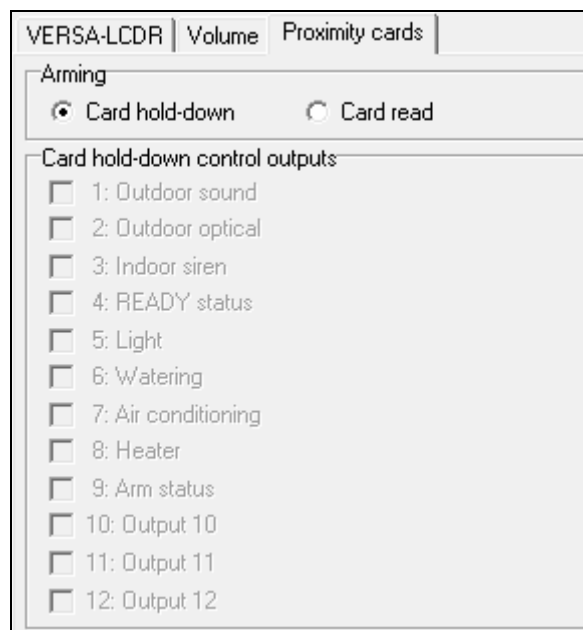 VERSA-LCDR Volume Proximity cards
Arming
Card hold-down Card read
Card hold-down control outputs
1: Outdoor sound
2: Outdoor optical
3: Indoor siren
4: READY status
5: Light
6: Watering
7: Air conditioning
8: Heater
9: Arm status
10: Output 10
11: Output 11
12: Output 12